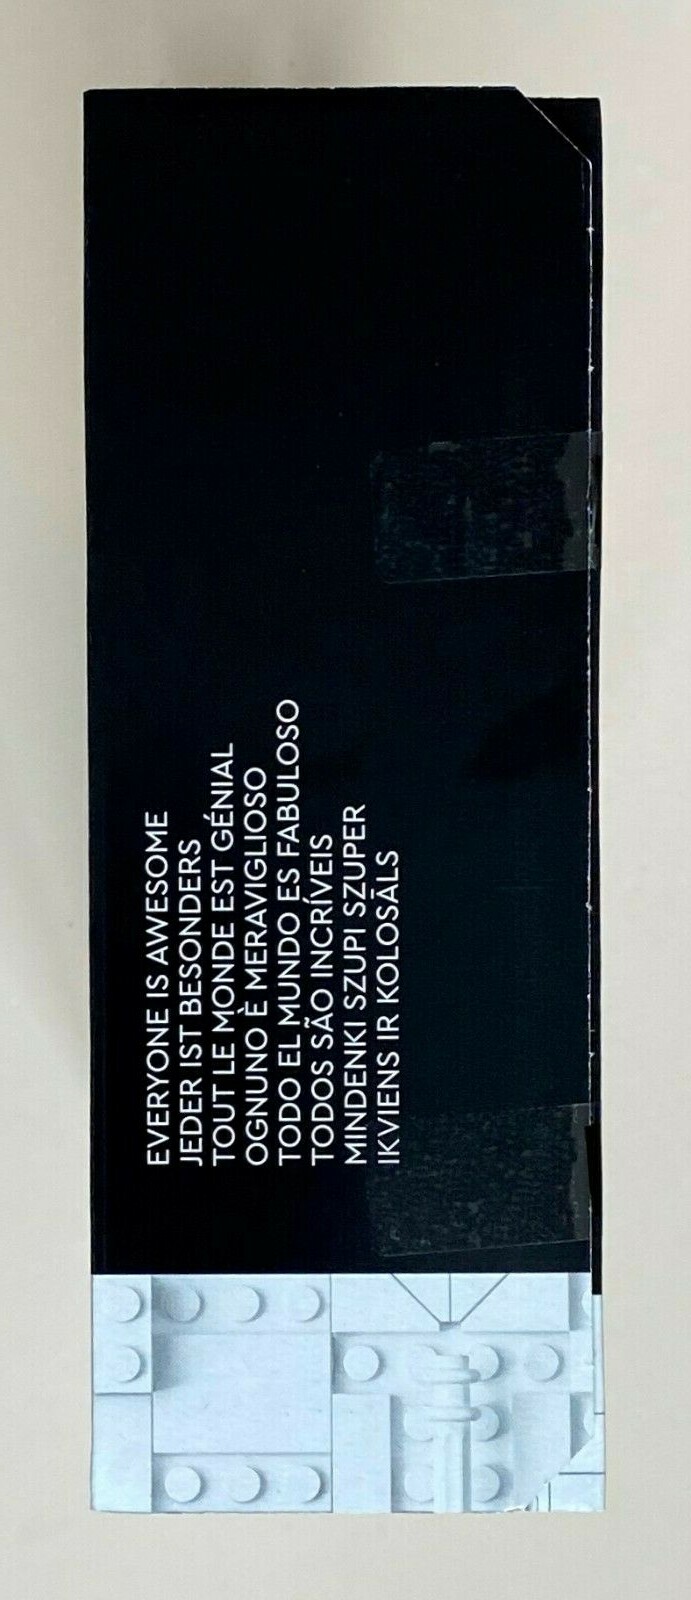 EVERYONE IS AWESOME
JEDER IST BESONDERS
TOUT LE MONDE EST GÉNIAL
OGNUNO È MERAVIGLIOSO
TODO EL MUNDO ES FABULOSO
TODOS SÃO INCRÍVEIS
MINDENKI SZUPI SZUPER
IKVIENS IR KOLOSĀLS